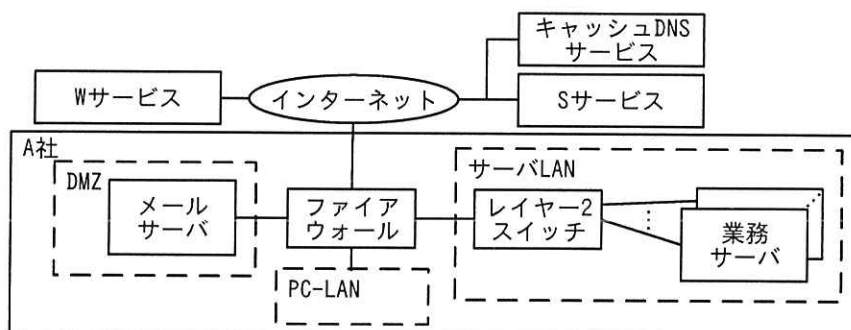 キャッシュDNS
サービス
Wサービス
インターネット
Sサービス
A社
DMZ
メール
サーバ
ファイア
ウォール
サーバLAN
レイヤー2
スイッチ
業務
サーバ
PC-LAN